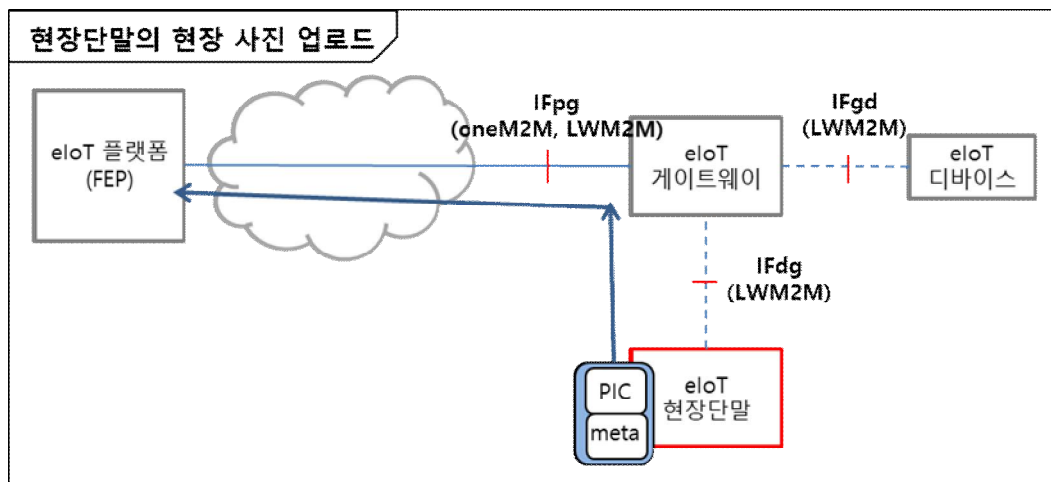 현장단말의 현장 사진 업로드
eIoT 플랫폼
(FEP)
IFpg
(oneM2M, LWM2M)
eIoT
게이트웨이
IFgd
(LWM2M)
eIoT
디바이스
IFdg
(LWM2M)
PIC
meta
eIoT
현장단말